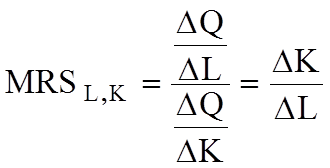 MRS L,K = ΔQ/ΔL / ΔQ/ΔK = ΔK/ΔL